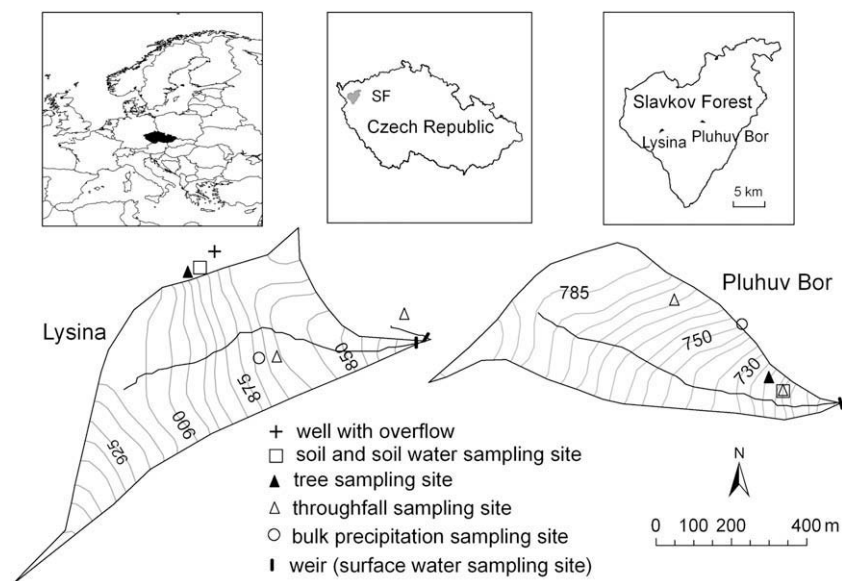 SF
Czech Republic
Slavkov Forest
Lysina
Pluhuv Bor
5 km
Lysina
850
875
900
925
Pluhuv Bor
785
750
730
well with overflow
soil and soil water sampling site
tree sampling site
throughfall sampling site
bulk precipitation sampling site
weir (surface water sampling site)
N
0 100 200 400 m